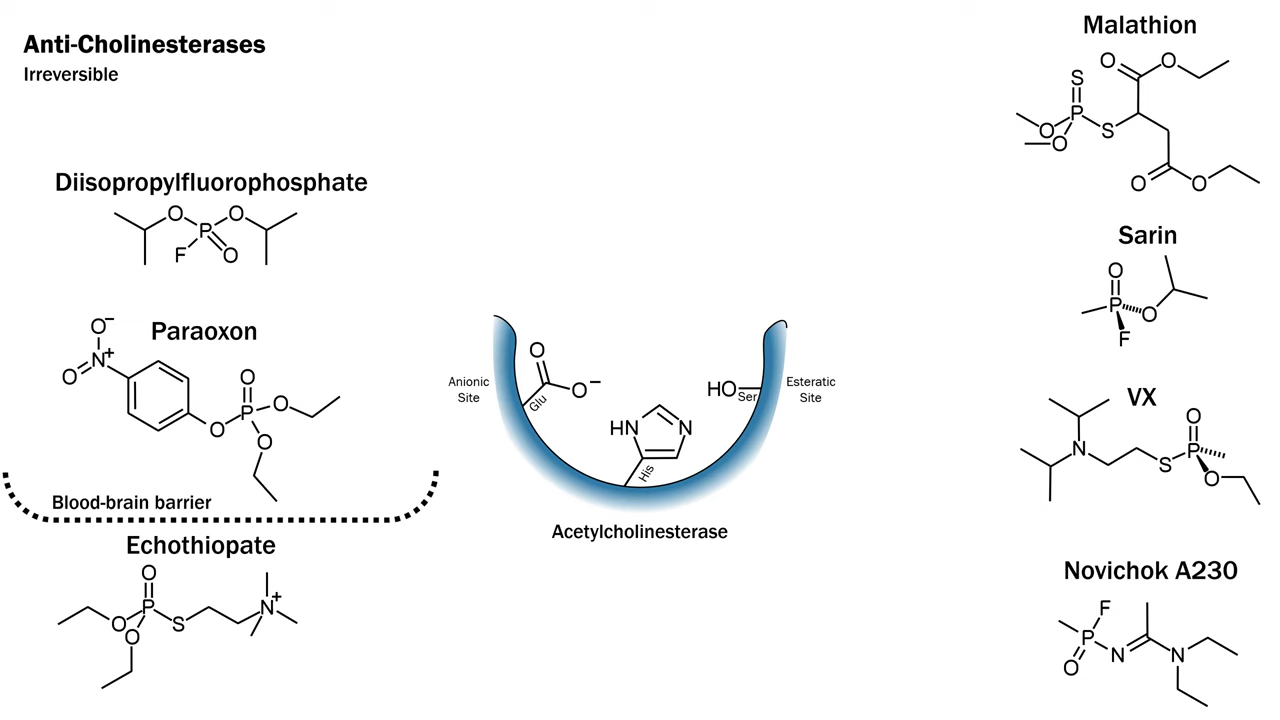 Anti-Cholinesterases
Irreversible
Diisopropylfluorophosphate
O
O
P
F
O
Paraoxon
O−
N+
O
O
P
O
O
O
Blood-brain barrier
Echothiopate
O
P
O
O
S
N+
Anionic
Site
O
O−
Glu
HN
N
His
HO
Ser
Esteratic
Site
Acetylcholinesterase
Malathion
S
P
O
O
S
O
O
O
O
Sarin
O
P
O
F
VX
N
S
P
O
O
Novichok A230
F
P
O
N
N